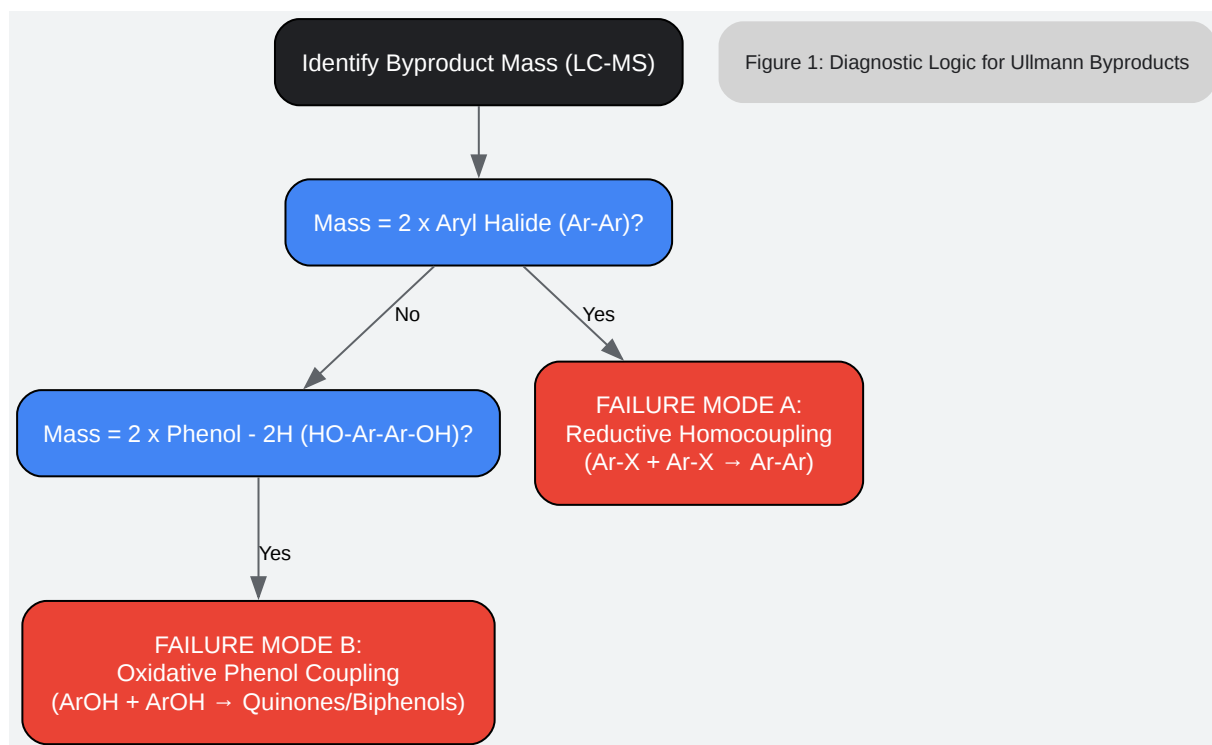 Identify Byproduct Mass (LC-MS)
Figure 1: Diagnostic Logic for Ullmann Byproducts
Mass = 2 x Aryl Halide (Ar-Ar)?
No
Yes
FAILURE MODE A:
Reductive Homocoupling
(Ar-X + Ar-X → Ar-Ar)
Mass = 2 x Phenol - 2H (HO-Ar-Ar-OH)?
Yes
FAILURE MODE B:
Oxidative Phenol Coupling
(ArOH + ArOH → Quinones/Biphenols)